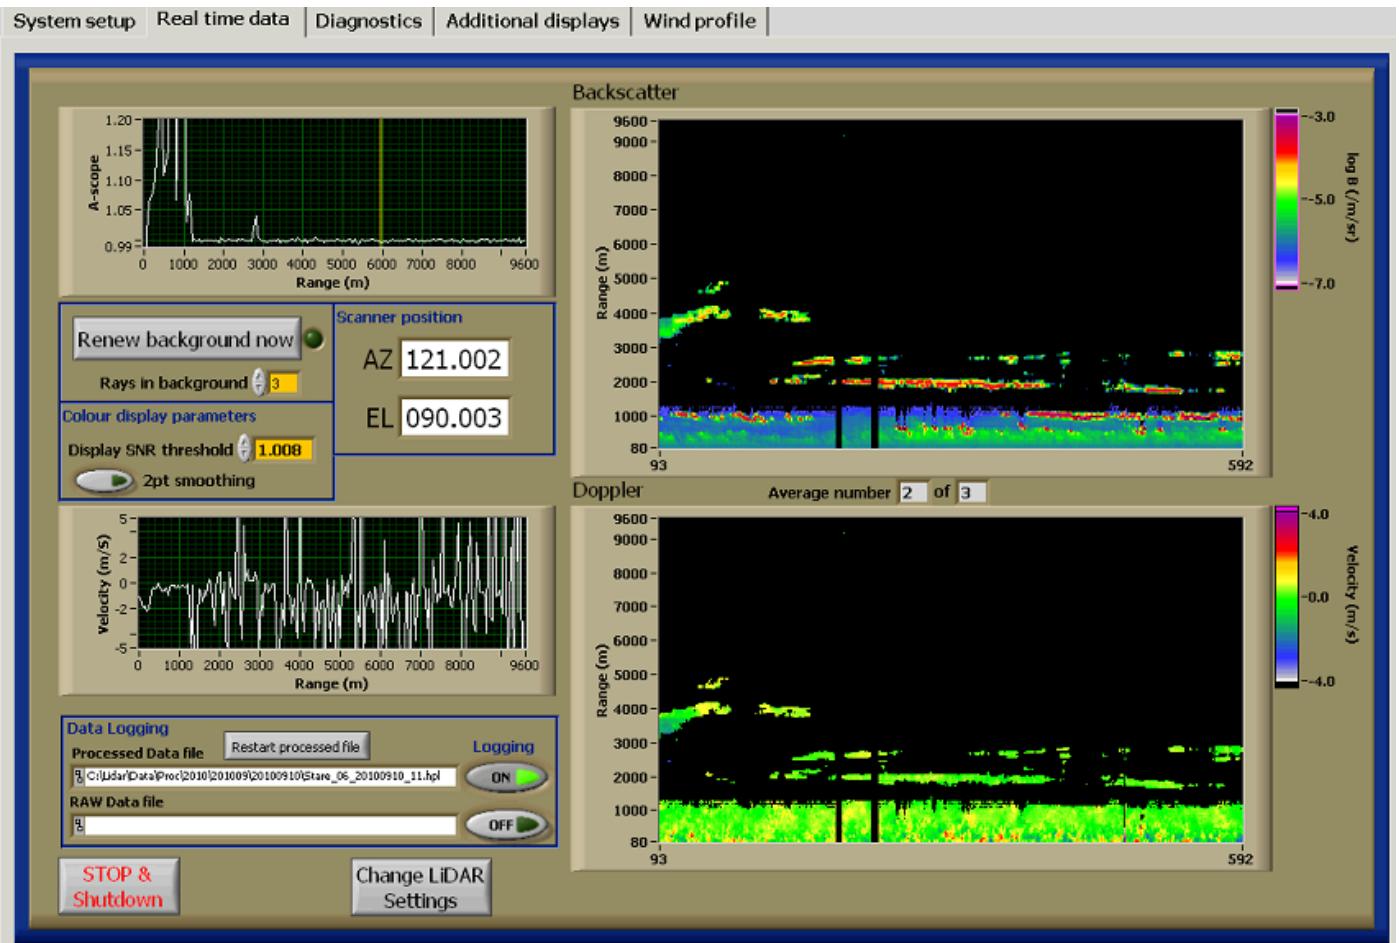 System setup
Real time data
Diagnostics
Additional displays
Wind profile
1.20
1.15
1.10
1.05
0.99
A-scope
0 1000 2000 3000 4000 5000 6000 7000 8000 9600
Range (m)
Renew background now
Rays in background 3
Colour display parameters
Display SNR threshold 1.008
2pt smoothing
Scanner position
AZ 121.002
EL 090.003
5
2
0
-2
-5
Velocity (m/s)
0 1000 2000 3000 4000 5000 6000 7000 8000 9600
Range (m)
Data Logging
Processed Data file
Restart processed file
Logging
C:\Lidar\Data\Proc\2010\201009\20100910\Stare_06_20100910_11.hpl
ON
RAW Data file
OFF
STOP &
Shutdown
Change LiDAR
Settings
Backscatter
9600
9000
8000
7000
6000
5000
4000
3000
2000
1000
80
Range (m)
93 592
-3.0
-5.0
-7.0
log B (/m/sr)
Doppler
Average number 2 of 3
9600
9000
8000
7000
6000
5000
4000
3000
2000
1000
80
Range (m)
93 592
4.0
0.0
-4.0
Velocity (m/s)